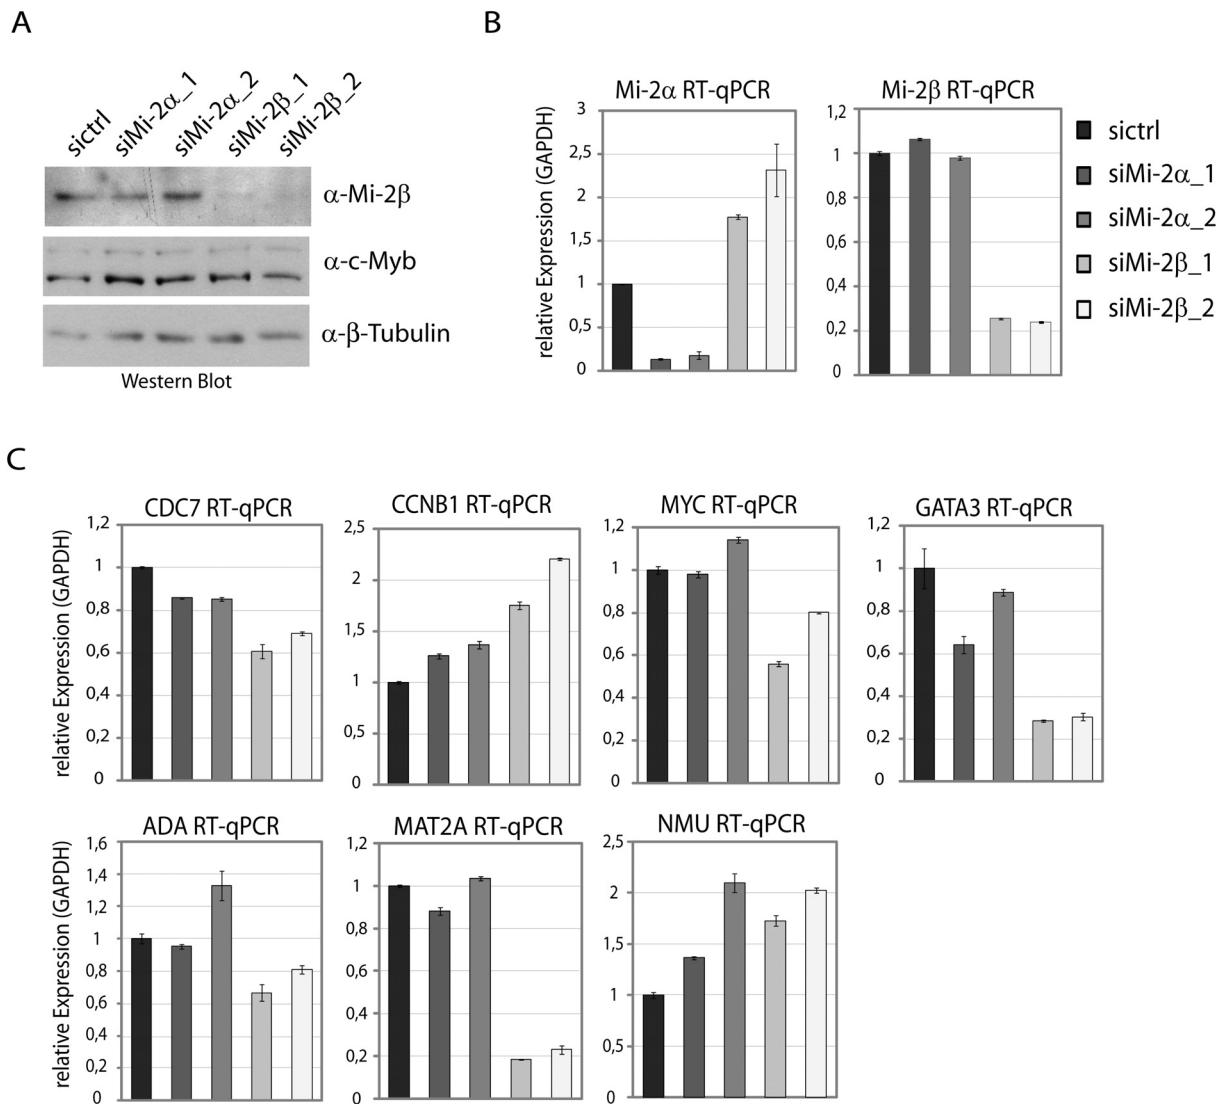 A
sictrl
siMi-2α_1
siMi-2α_2
siMi-2β_1
siMi-2β_2
α-Mi-2β
α-c-Myb
α-β-Tubulin
Western Blot
B
Mi-2α RT-qPCR
relative Expression (GAPDH)
3
2,5
2
1,5
1
0,5
0
Mi-2β RT-qPCR
1,2
1
0,8
0,6
0,4
0,2
0
sictrl
siMi-2α_1
siMi-2α_2
siMi-2β_1
siMi-2β_2
C
CDC7 RT-qPCR
relative Expression (GAPDH)
1,2
1
0,8
0,6
0,4
0,2
0
CCNB1 RT-qPCR
2,5
2
1,5
1
0,5
0
MYC RT-qPCR
1,2
1
0,8
0,6
0,4
0,2
0
GATA3 RT-qPCR
1,2
1
0,8
0,6
0,4
0,2
0
ADA RT-qPCR
relative Expression (GAPDH)
1,6
1,4
1,2
1
0,8
0,6
0,4
0,2
0
MAT2A RT-qPCR
1,2
1
0,8
0,6
0,4
0,2
0
NMU RT-qPCR
2,5
2
1,5
1
0,5
0